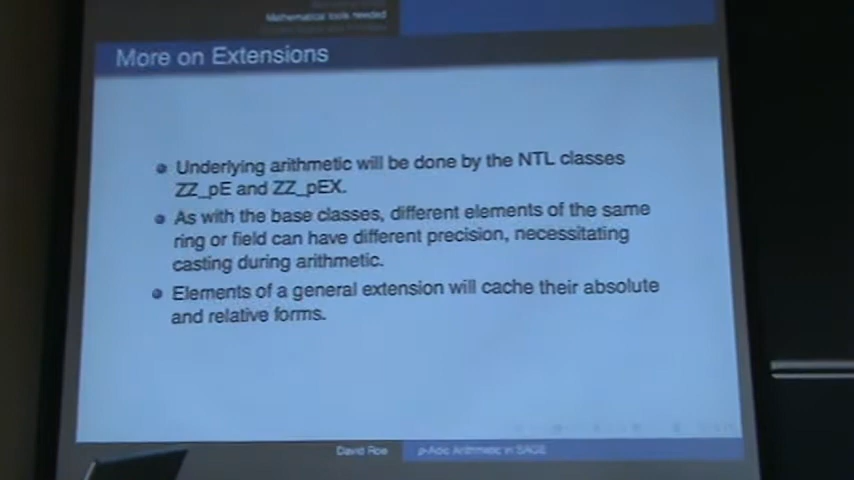 Mathematical tools needed
More on Extensions
Underlying arithmetic will be done by the NTL classes
ZZ_pE and ZZ_pEX.
As with the base classes, different elements of the same
ring or field can have different precision, necessitating
casting during arithmetic.
Elements of a general extension will cache their absolute
and relative forms.
David Roe
p-Adic Arithmetic in SAGE